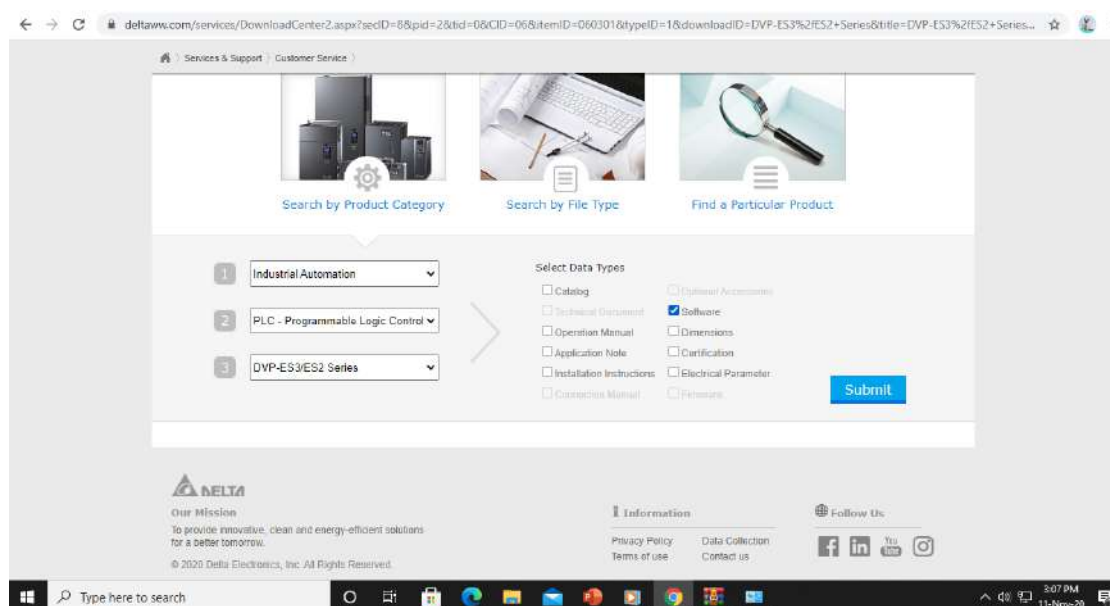 deltaww.com/services/DownloadCenter2.aspx?secID=8&pid=2&tid=0&CID=06&itemID=060301&typeID=1&downloadID=DVP-ES3%2fES2+Series&title=DVP-ES3%2fES2+Series...
Services & Support
Customer Service
Search by Product Category
Search by File Type
Find a Particular Product
1
Industrial Automation
2
PLC - Programmable Logic Control
3
DVP-ES3/ES2 Series
Select Data Types
Catalog
Optional Accessories
Technical Document
Software
Operation Manual
Dimensions
Application Note
Certification
Installation Instructions
Electrical Parameter
Connection Manual
Firmware
Submit
DELTA
Our Mission
To provide innovative, clean and energy-efficient solutions
for a better tomorrow.
© 2020 Delta Electronics, Inc. All Rights Reserved.
Information
Privacy Policy
Data Collection
Terms of use
Contact us
Follow Us
You
Tube
Type here to search
3:07 PM
11-Nov-20